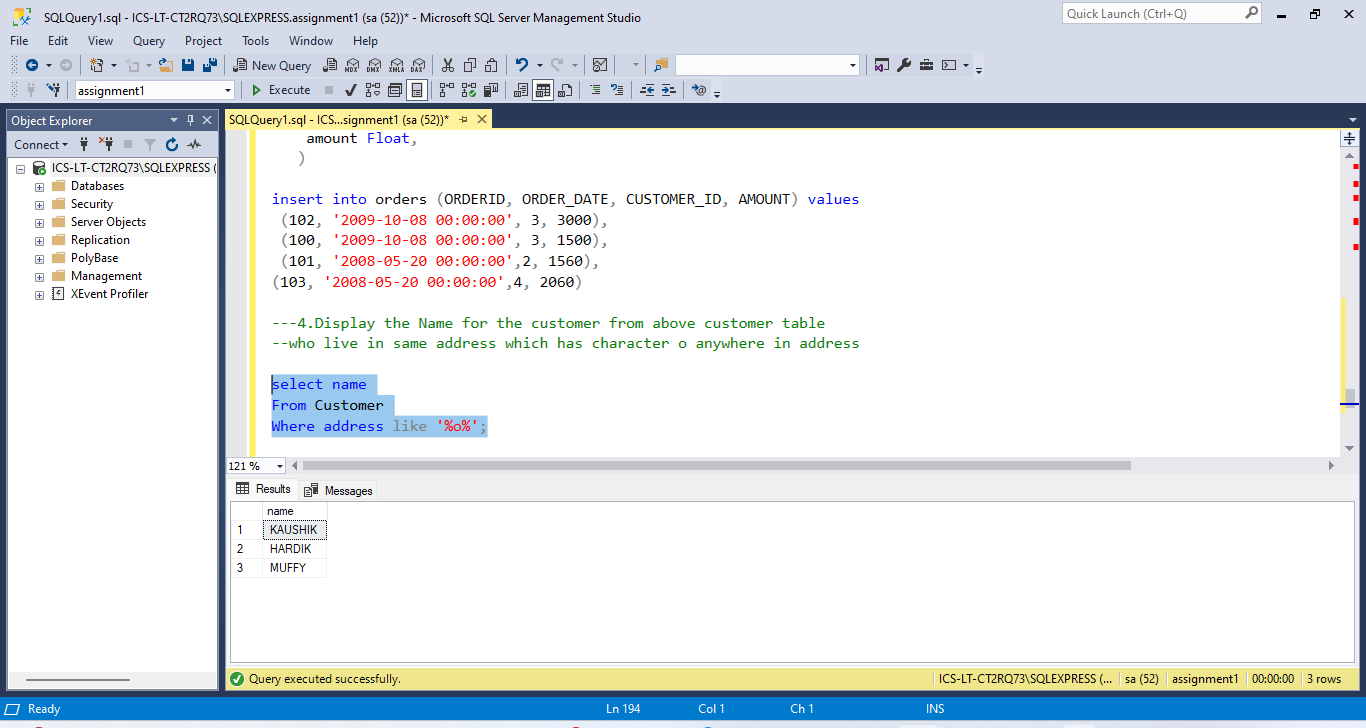 SQLQuery1.sql - ICS-LT-CT2RQ73\SQLEXPRESS.assignment1 (sa (52))* - Microsoft SQL Server Management Studio
Quick Launch (Ctrl+Q)
File Edit View Query Project Tools Window Help
New Query MDX DMX XMLA DAX
assignment1 Execute
Object Explorer
Connect
ICS-LT-CT2RQ73\SQLEXPRESS (
Databases
Security
Server Objects
Replication
PolyBase
Management
XEvent Profiler
SQLQuery1.sql - ICS...signment1 (sa (52))*
amount Float,
)
insert into orders (ORDERID, ORDER_DATE, CUSTOMER_ID, AMOUNT) values
(102, '2009-10-08 00:00:00', 3, 3000),
(100, '2009-10-08 00:00:00', 3, 1500),
(101, '2008-05-20 00:00:00',2, 1560),
(103, '2008-05-20 00:00:00',4, 2060)
---4.Display the Name for the customer from above customer table
--who live in same address which has character o anywhere in address
select name
From Customer
Where address like '%o%';
121 %
Results Messages
name
1 KAUSHIK
2 HARDIK
3 MUFFY
Query executed successfully. ICS-LT-CT2RQ73\SQLEXPRESS (... sa (52) assignment1 00:00:00 3 rows
Ready Ln 194 Col 1 Ch 1 INS